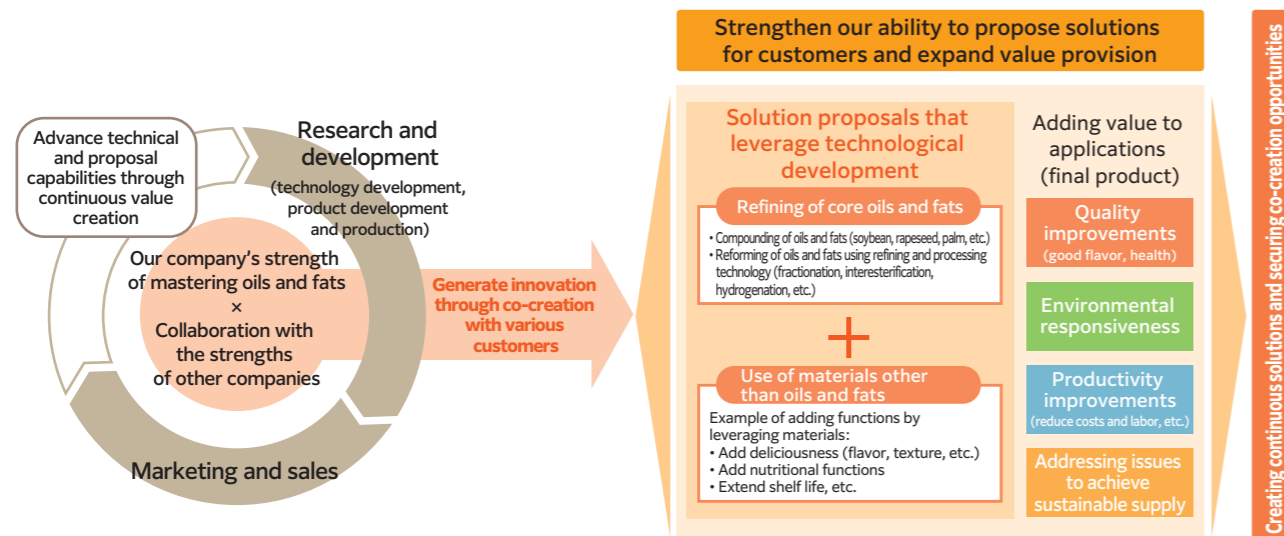 Advance technical
and proposal
capabilities through
continuous value
creation
Research and
development
(technology development,
product development
and production)
Our company's strength
of mastering oils and fats
×
Collaboration with
the strengths
of other companies
Marketing and sales
Generate innovation
through co-creation
with various
customers
Strengthen our ability to propose solutions
for customers and expand value provision
Solution proposals that
leverage technological
development
Refining of core oils and fats
• Compounding of oils and fats (soybean, rapeseed, palm, etc.)
• Reforming of oils and fats using refining and processing
technology (fractionation, interesterification,
hydrogenation, etc.)
+
Use of materials other
than oils and fats
Example of adding functions by
leveraging materials:
• Add deliciousness (flavor, texture, etc.)
• Add nutritional functions
• Extend shelf life, etc.
Adding value to
applications
(final product)
Quality
improvements
(good flavor, health)
Environmental
responsiveness
Productivity
improvements
(reduce costs and labor, etc.)
Addressing issues
to achieve
sustainable supply
Creating continuous solutions and securing co-creation opportunities